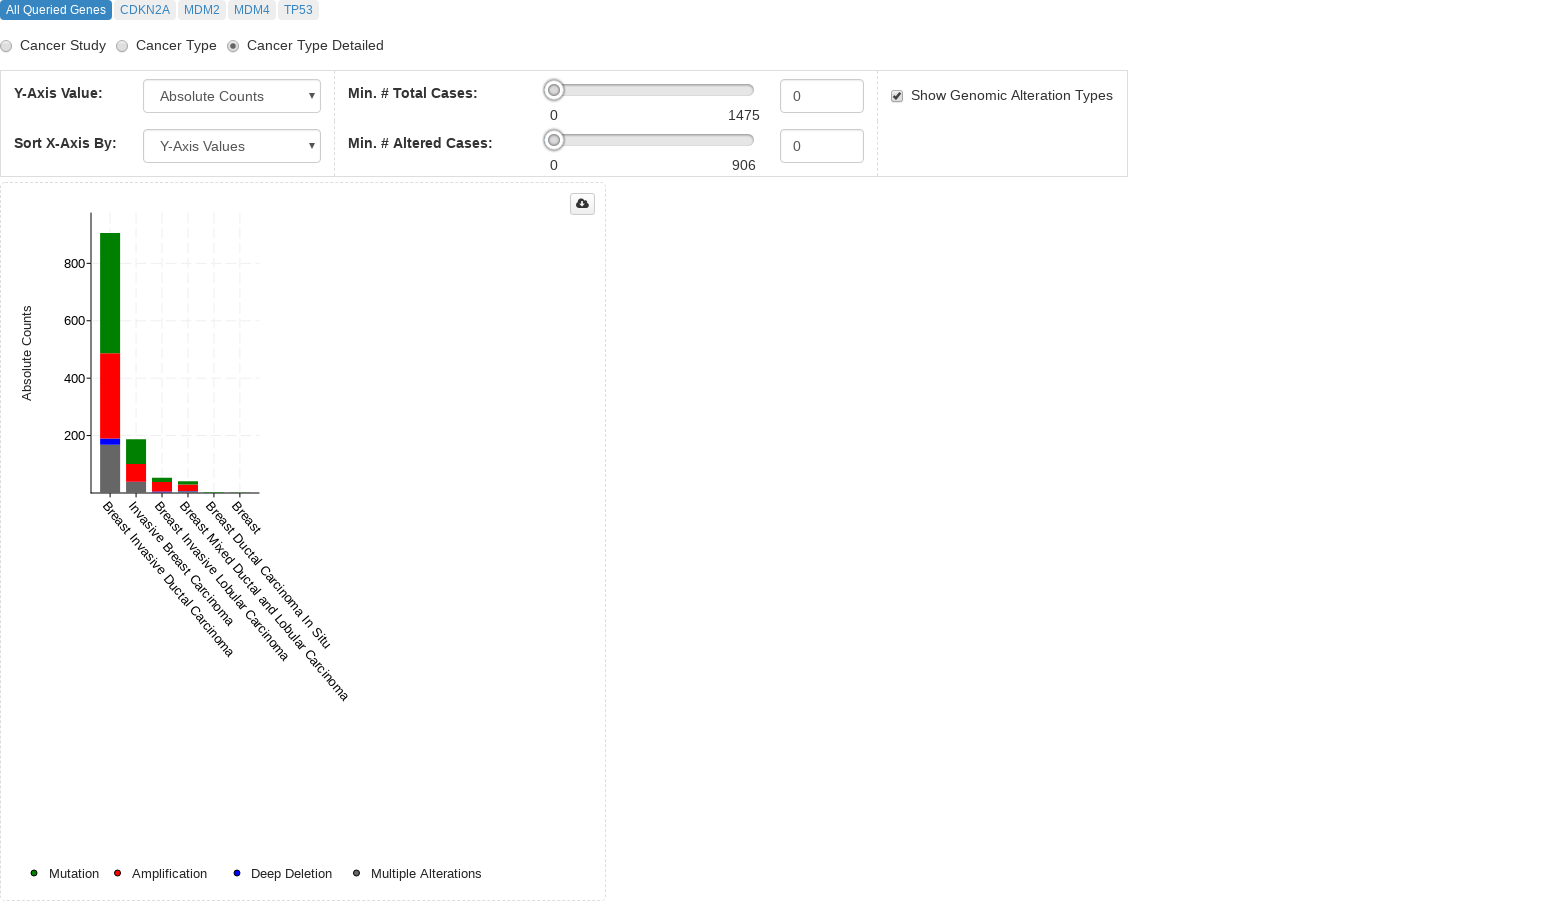 All Queried Genes CDKN2A MDM2 MDM4 TP53
Cancer Study Cancer Type Cancer Type Detailed
Y-Axis Value: Absolute Counts Min. # Total Cases: 0 Show Genomic Alteration Types
0 1475
Sort X-Axis By: Y-Axis Values Min. # Altered Cases: 0
0 906
Absolute Counts
800
600
400
200
Breast Invasive Ductal Carcinoma
Invasive Breast Carcinoma
Breast Invasive Lobular Carcinoma
Breast Mixed Ductal and Lobular Carcinoma
Breast Ductal Carcinoma In Situ
Breast
Mutation Amplification Deep Deletion Multiple Alterations